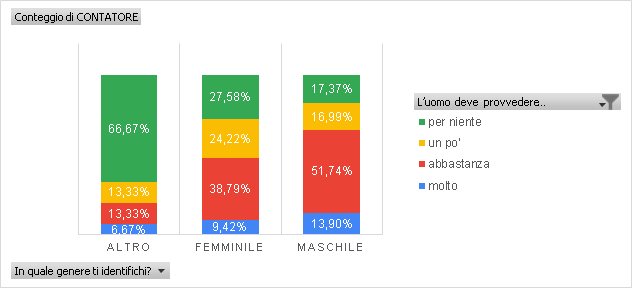 Conteggio di CONTATORE
66,67%
13,33%
13,33%
6,67%
27,58%
24,22%
38,79%
9,42%
17,37%
16,99%
51,74%
13,90%
ALTRO
FEMMINILE
MASCHILE
L'uomo deve provvedere..
per niente
un po'
abbastanza
molto
In quale genere ti identifichi?